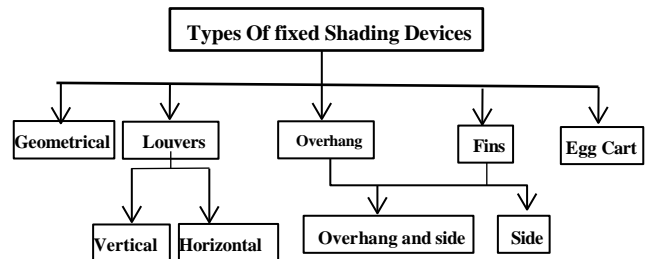 Types Of fixed Shading Devices
Geometrical
Louvers
Overhang
Fins
Egg Cart
Vertical
Horizontal
Overhang and side
Side